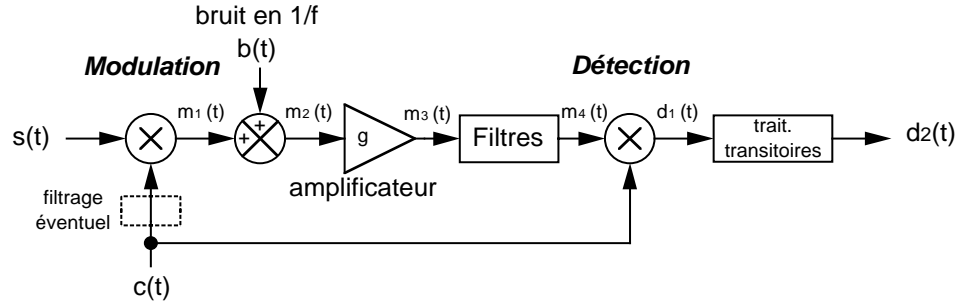 bruit en 1/f
b(t)
Modulation
Détection
s(t)
m1 (t)
+
+
m2 (t)
g
amplificateur
m3(t)
Filtres
m4(t)
d1(t)
trait.
transitoires
d2(t)
filtrage
éventuel
c(t)